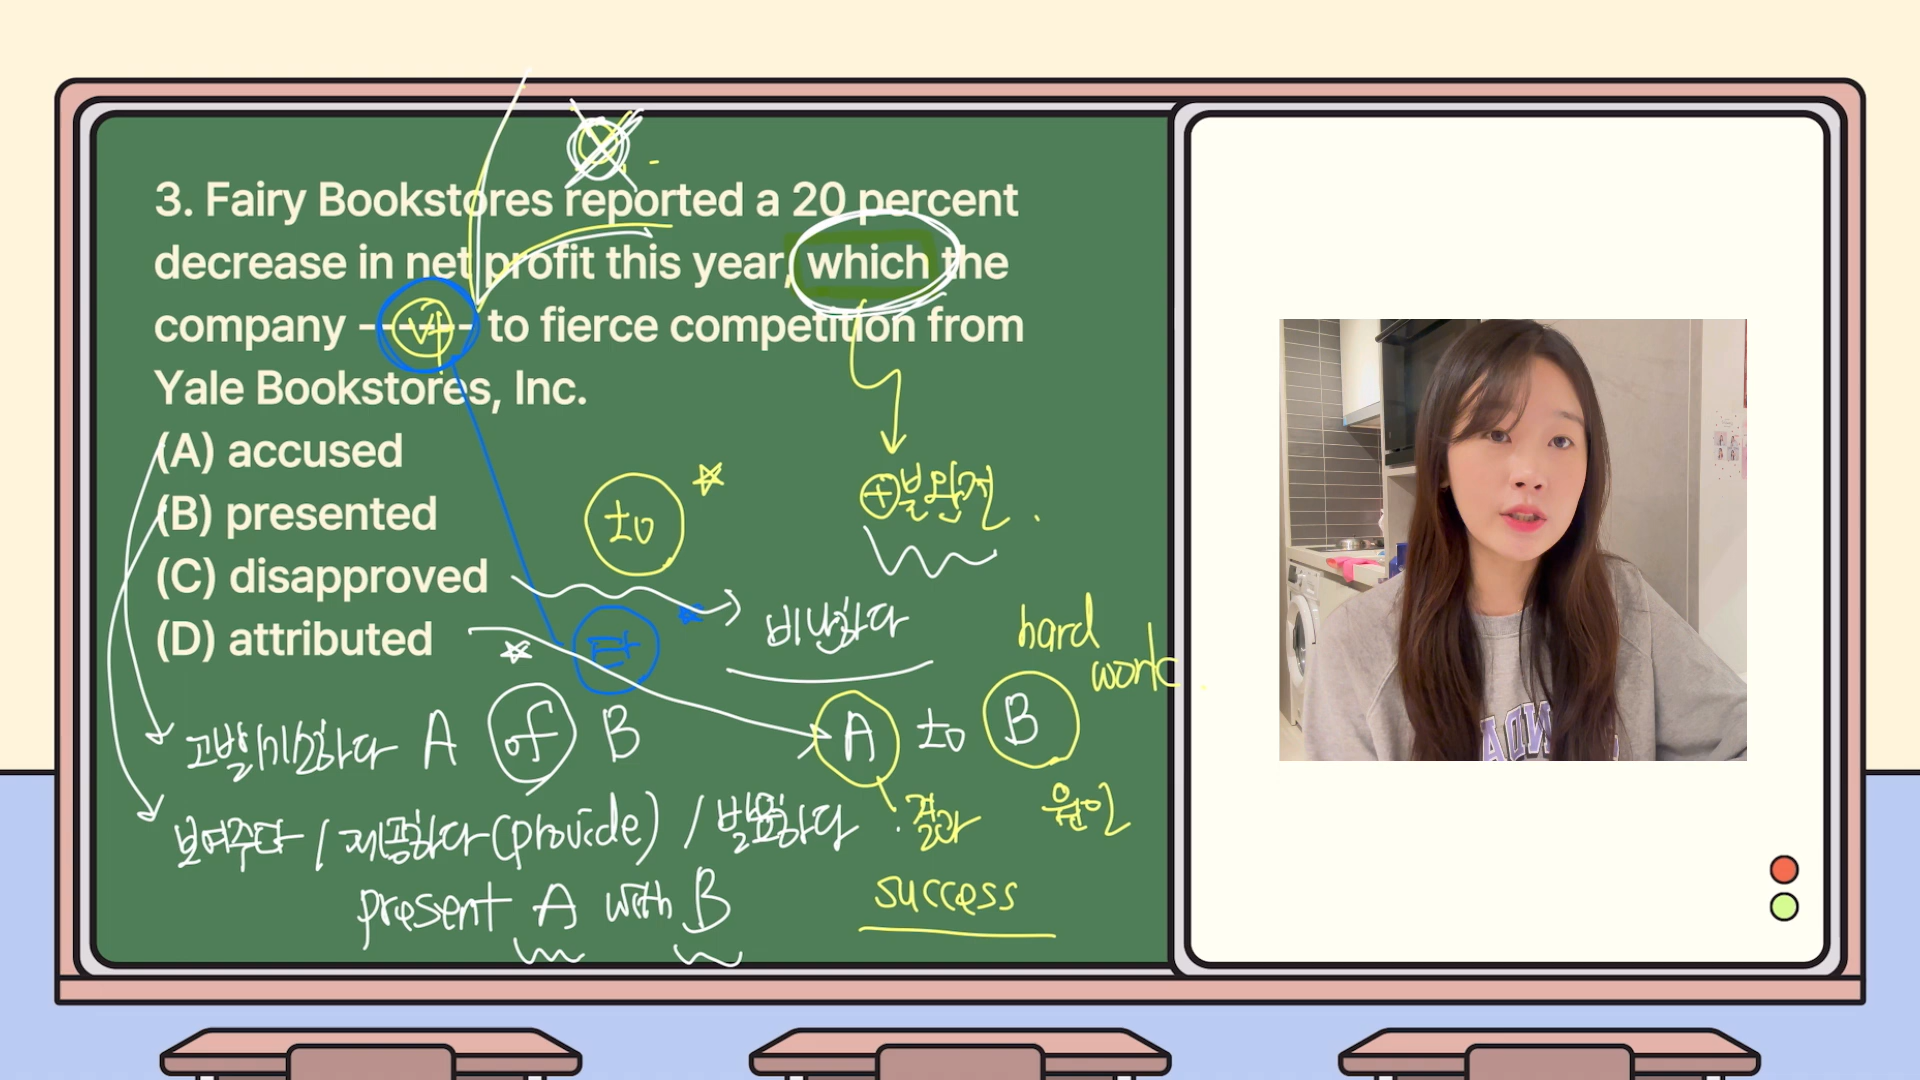 3. Fairy Bookstores reported a 20 percent
decrease in net profit this year, which the
company ------ to fierce competition from
Yale Bookstores, Inc.
(A) accused
(B) presented
(C) disapproved
(D) attributed
to
+불완전.
비난하다
타
hard
work
고발/기소하다 A of B
A to B
결과
원인
보여주다 / 제공하다(provide) / 발표하다
present A with B
success